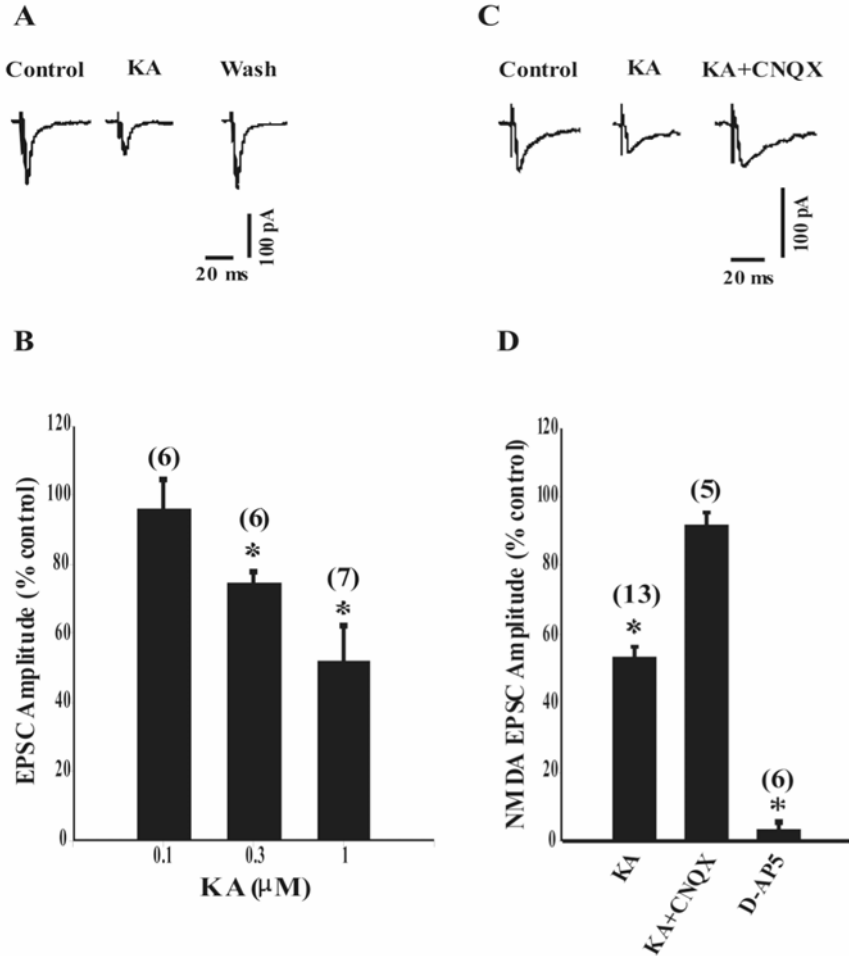 A
Control KA Wash
100 pA
20 ms
C
Control KA KA+CNQX
100 pA
20 ms
B
EPSC Amplitude (% control)
120
100
80
60
40
20
0
(6)
(6)
*
(7)
*
0.1 0.3 1
KA (μM)
D
NMDA EPSC Amplitude (% control)
120
100
80
60
40
20
0
(13)
*
(5)
(6)
*
KA
KA+CNQX
D-AP5